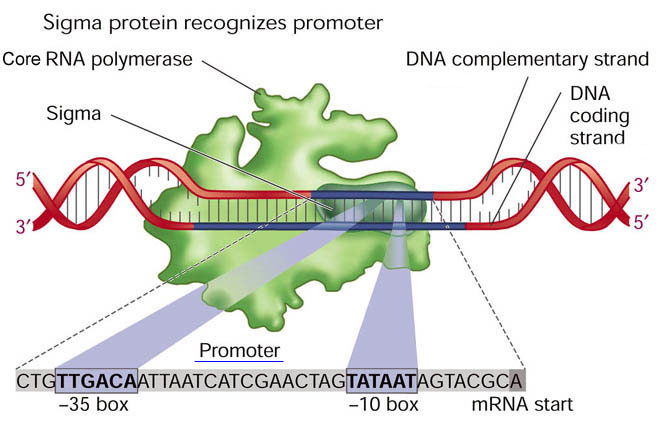 Sigma protein recognizes promoter
Core RNA polymerase
DNA complementary strand
Sigma
DNA
coding
strand
5′
3′
3′
5′
Promoter
CTGTTGACAATTAATCATCGAACTAGTATAATAGTACGCA
–35 box
–10 box
mRNA start